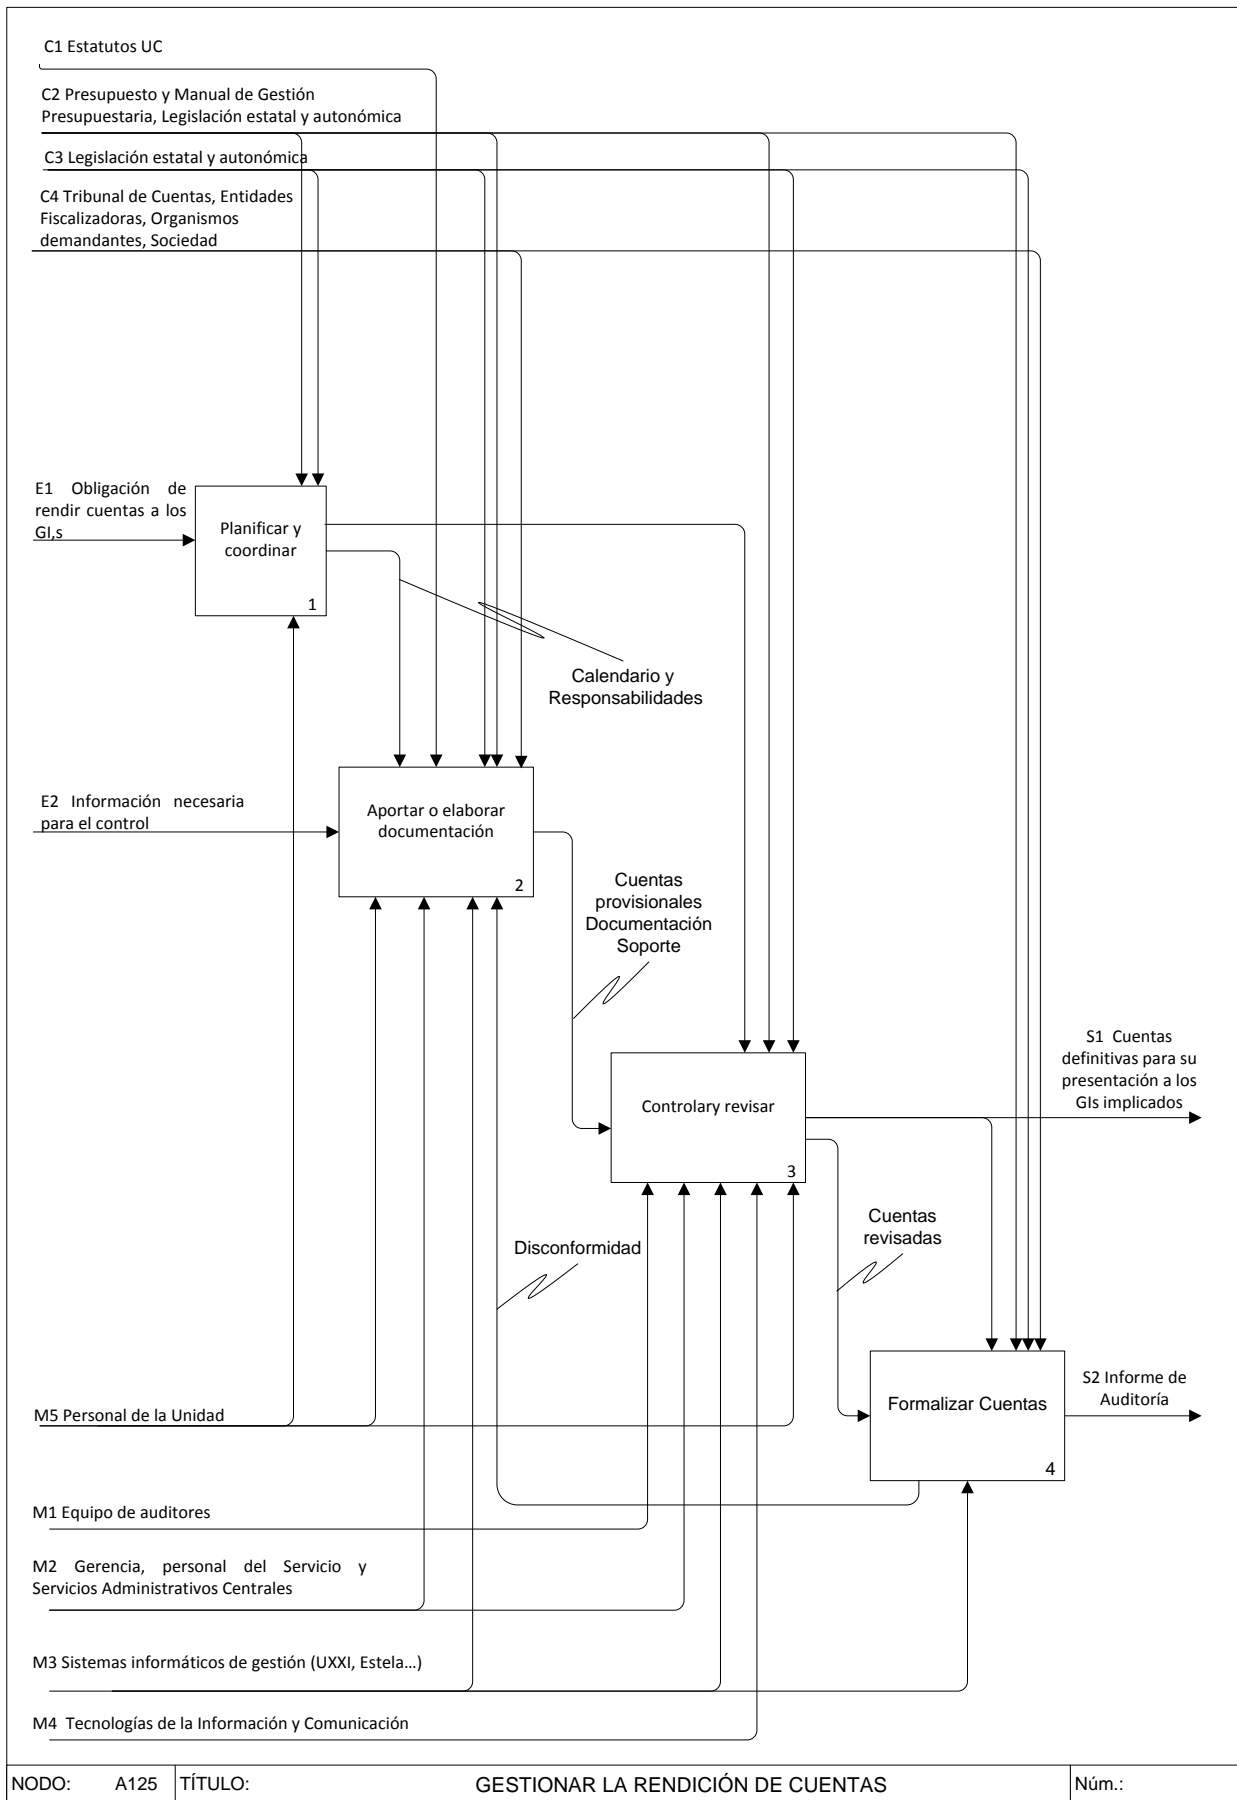 C1 Estatutos UC
C2 Presupuesto y Manual de Gestión
Presupuestaria, Legislación estatal y autonómica
C3 Legislación estatal y autonómica
C4 Tribunal de Cuentas, Entidades
Fiscalizadoras, Organismos
demandantes, Sociedad
E1 Obligación de
rendir cuentas a los
GI,s
Planificar y
coordinar
1
Calendario y
Responsabilidades
E2 Información necesaria
para el control
Aportar o elaborar
documentación
2
Cuentas
provisionales
Documentación
Soporte
S1 Cuentas
definitivas para su
presentación a los
GIs implicados
Controlary revisar
3
Cuentas
revisadas
Disconformidad
S2 Informe de
Auditoría
Formalizar Cuentas
4
M5 Personal de la Unidad
M1 Equipo de auditores
M2 Gerencia, personal del Servicio y
Servicios Administrativos Centrales
M3 Sistemas informáticos de gestión (UXXI, Estela...)
M4 Tecnologías de la Información y Comunicación
NODO: A125 TÍTULO: GESTIONAR LA RENDICIÓN DE CUENTAS Núm.: